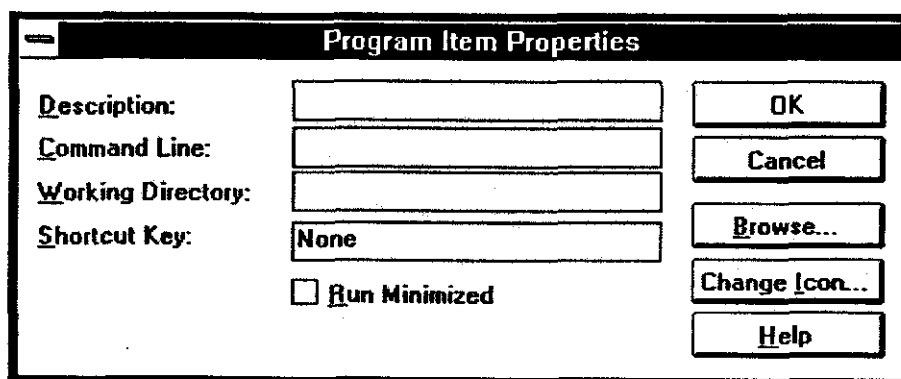 Program Item Properties
Description:
Command Line:
Working Directory:
Shortcut Key:
None
Run Minimized
OK
Cancel
Browse...
Change Icon...
Help